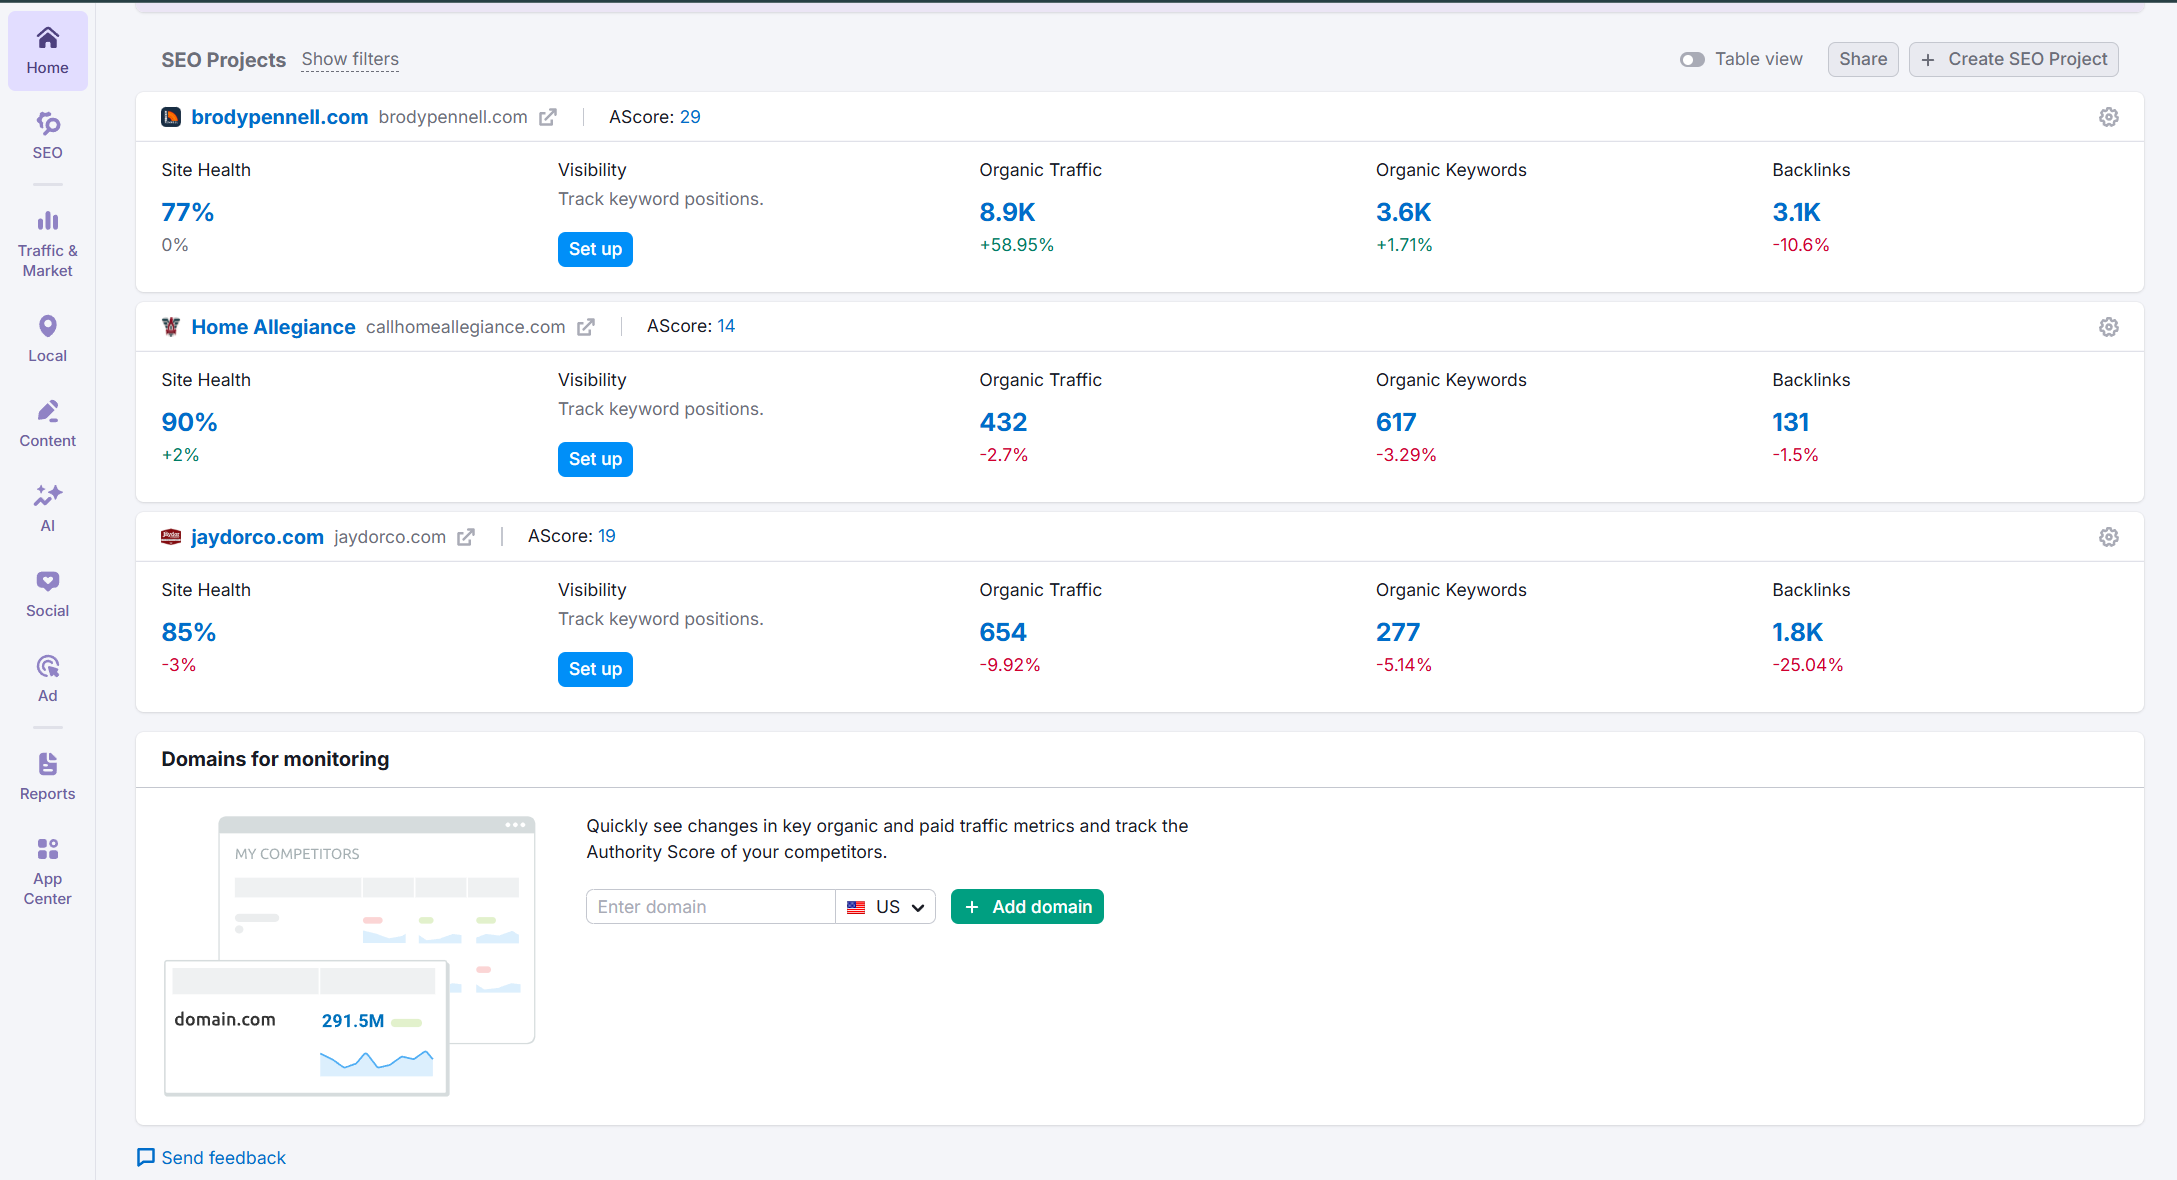 Home
SEO
Traffic &
Market
Local
Content
AI
Social
Ad
Reports
App
Center
SEO Projects Show filters Table view Share + Create SEO Project
brodypennell.com brodypennell.com AScore: 29
Site Health Visibility Organic Traffic Organic Keywords Backlinks
Track keyword positions.
77% 8.9K 3.6K 3.1K
0% Set up +58.95% +1.71% -10.6%
Home Allegiance callhomeallegiance.com AScore: 14
Site Health Visibility Organic Traffic Organic Keywords Backlinks
Track keyword positions.
90% 432 617 131
+2% Set up -2.7% -3.29% -1.5%
jaydorco.com jaydorco.com AScore: 19
Site Health Visibility Organic Traffic Organic Keywords Backlinks
Track keyword positions.
85% 654 277 1.8K
-3% Set up -9.92% -5.14% -25.04%
Domains for monitoring
MY COMPETITORS
domain.com 291.5M
Quickly see changes in key organic and paid traffic metrics and track the
Authority Score of your competitors.
Enter domain US + Add domain
Send feedback